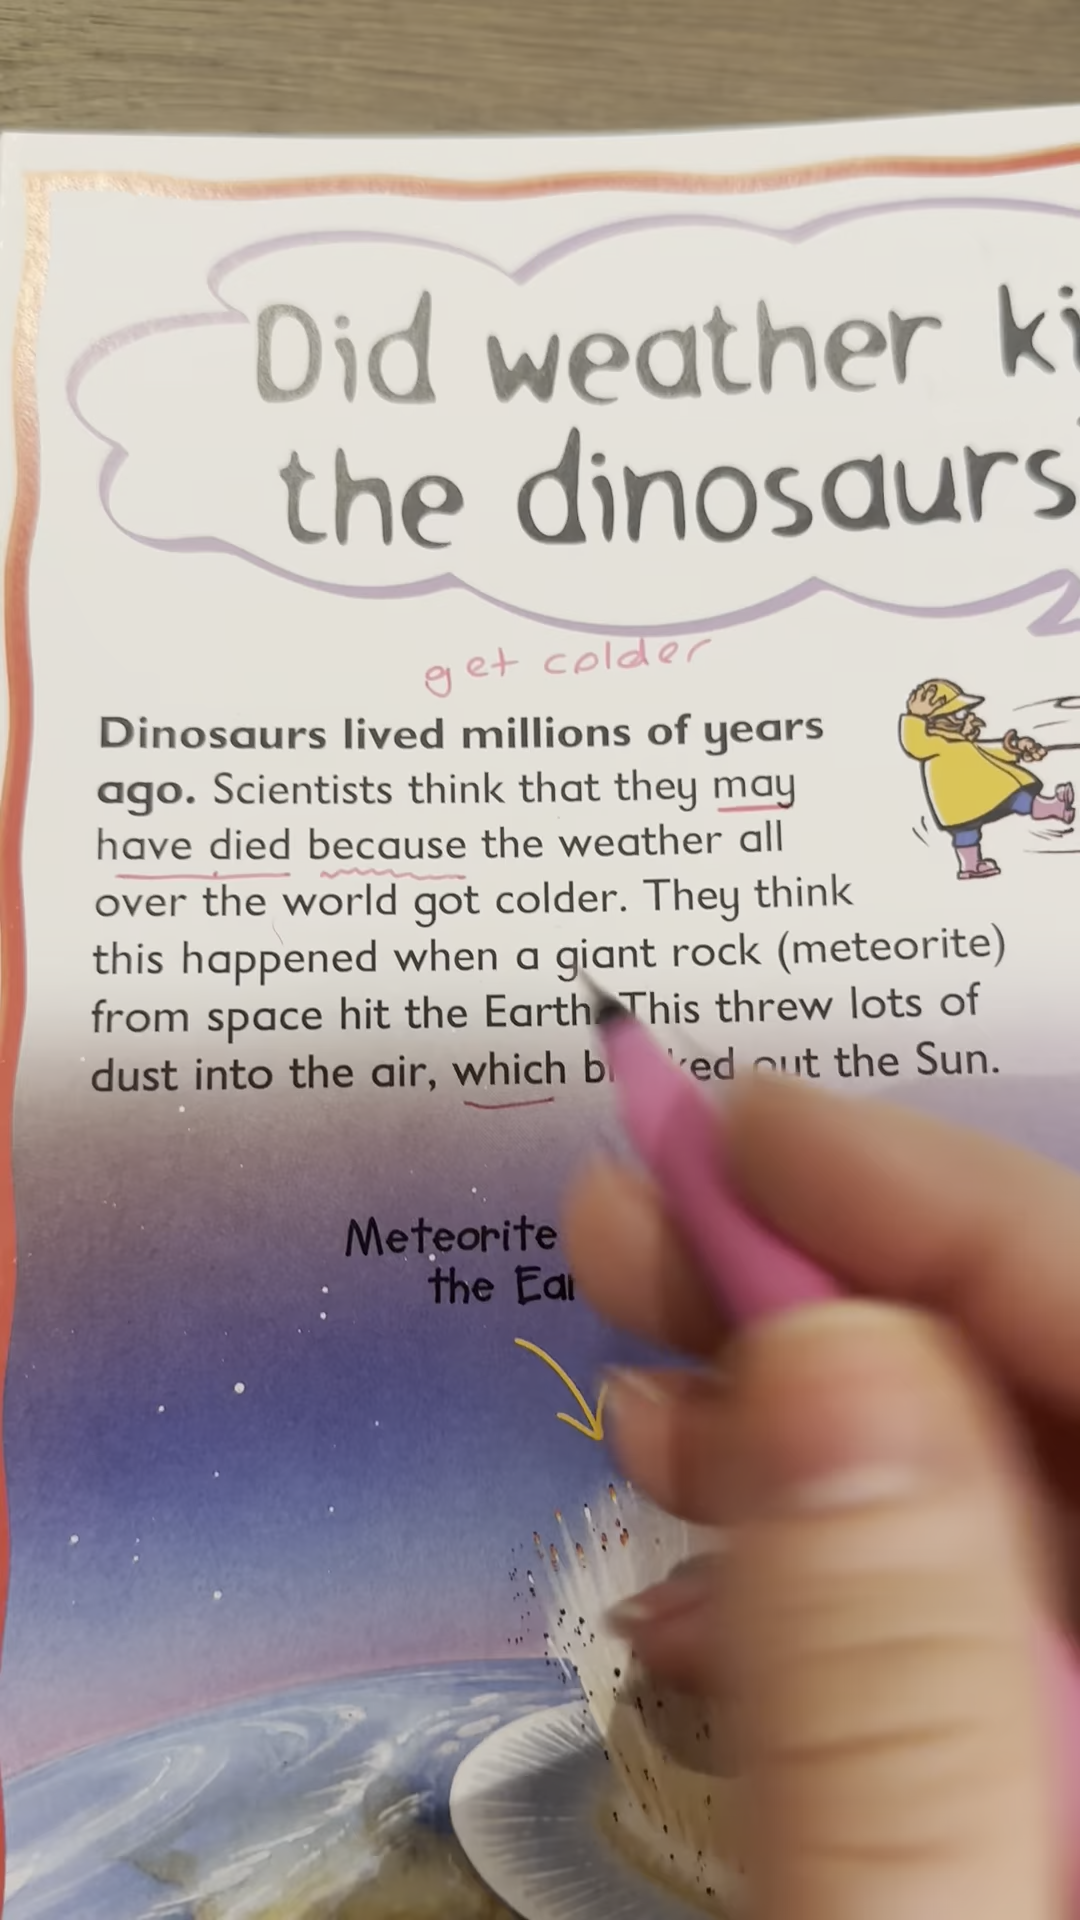 Did weather
the dinosaurs
get colder
Dinosaurs lived millions of years
ago. Scientists think that they may
have died because the weather all
over the world got colder. They think
this happened when a giant rock (meteorite)
from space hit the Earth. This threw lots of
dust into the air, which out the Sun.
Meteorite
the